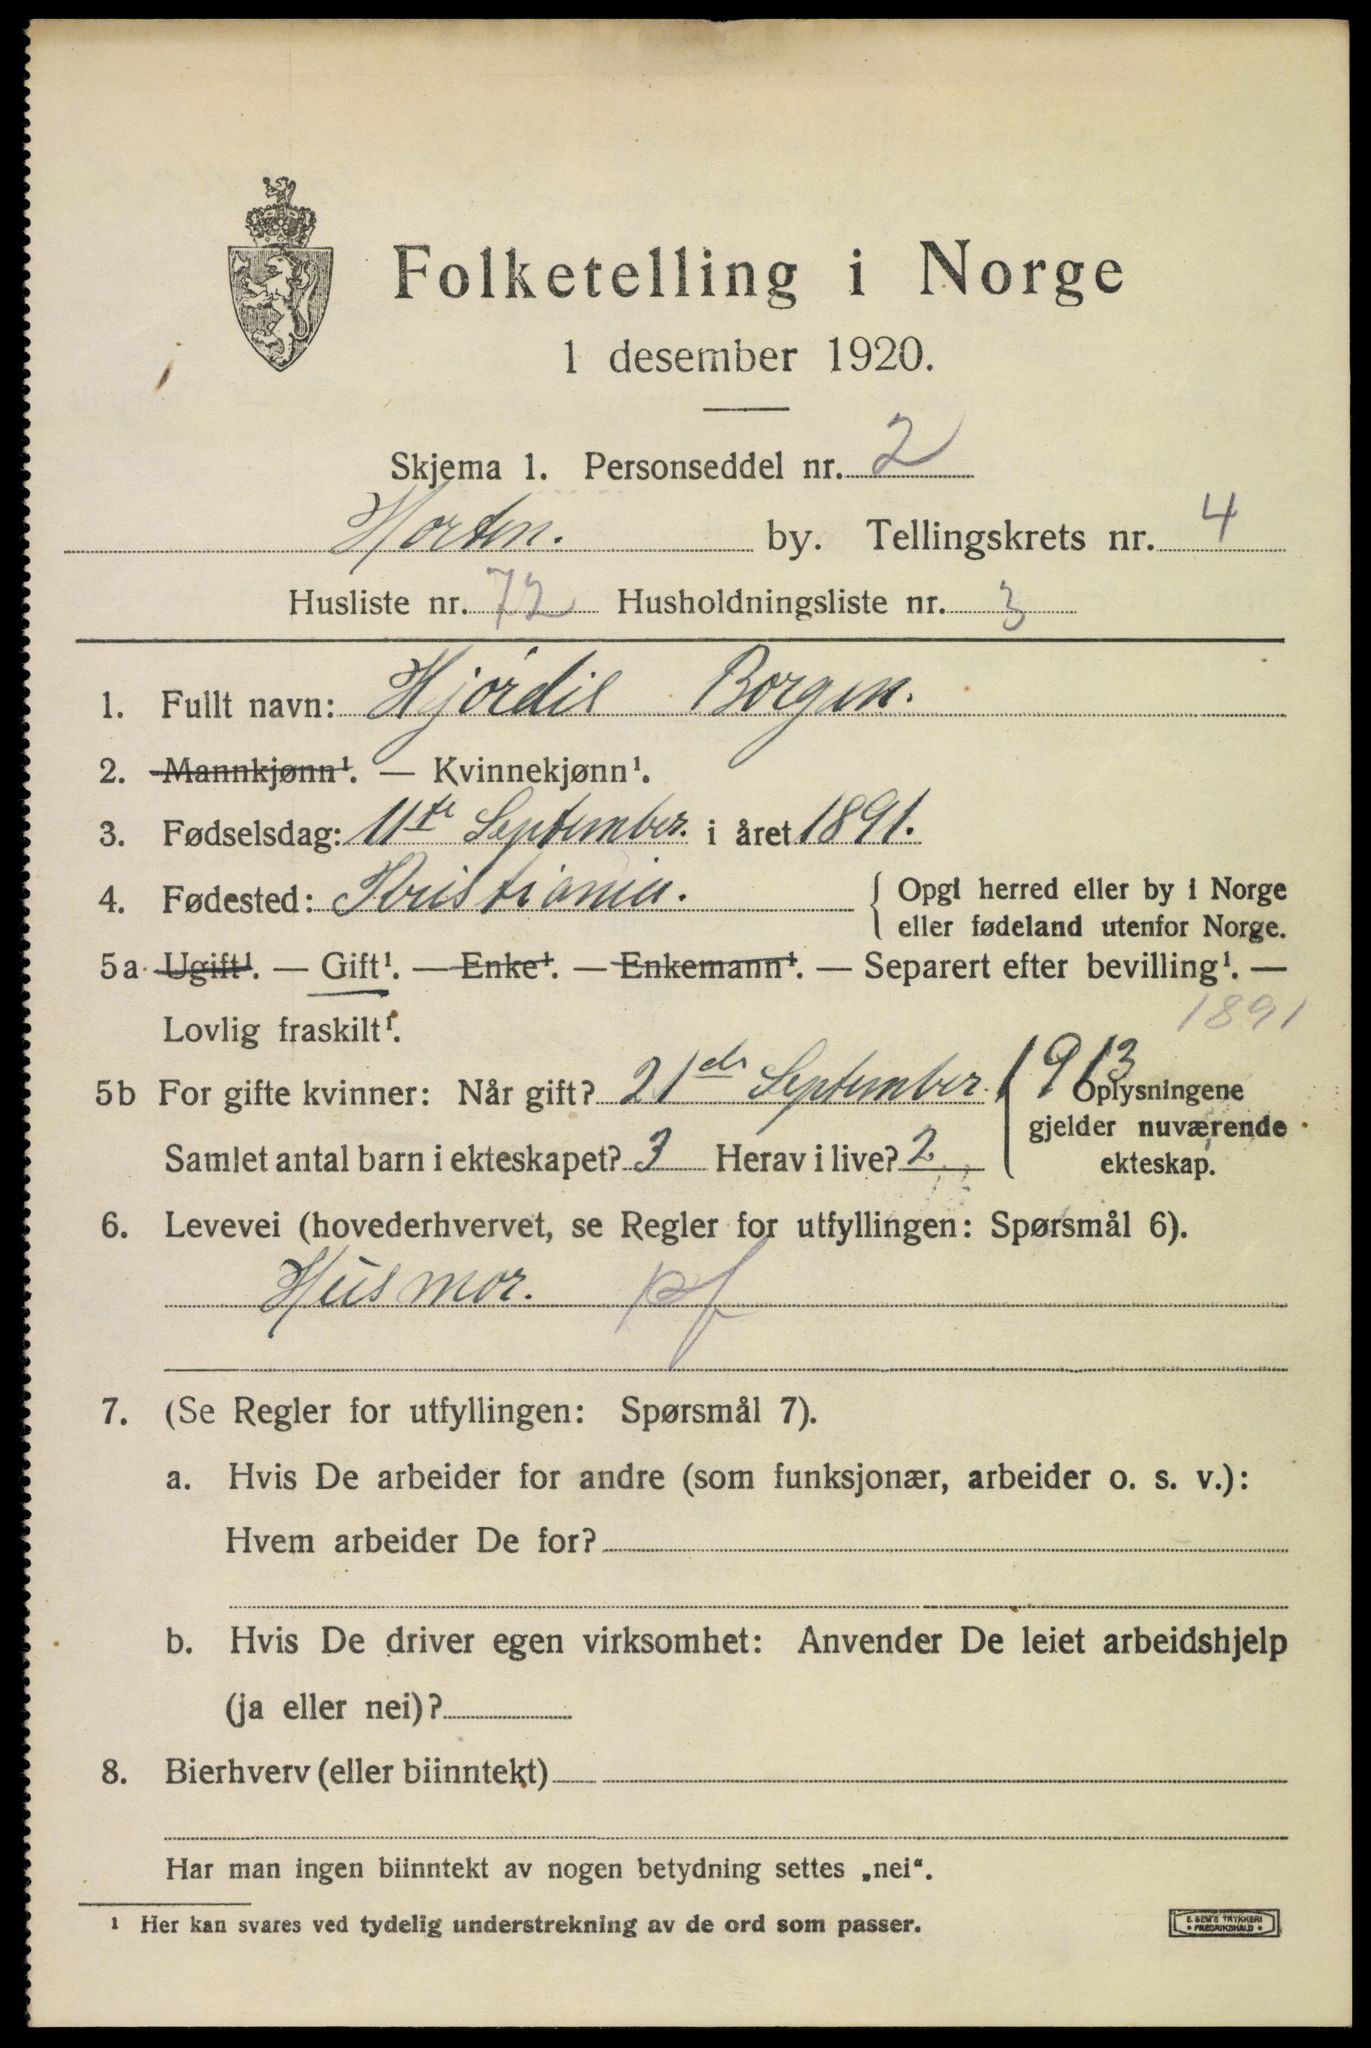 Folketelling i Norge
1 desember 1920.
Skjema 1. Personseddel nr. 2
Horten. by. Tellingskrets nr. 4
Husliste nr. 72 Husholdningsliste nr. 3
1. Fullt navn: Hjørdis Borgen.
2. Mannkjønn¹. — Kvinnekjønn¹.
3. Fødselsdag: 11te September. i året 1891.
4. Fødested: Kristiania. { Opgi herred eller by i Norge
eller fødeland utenfor Norge.
5a Ugift¹. — Gift¹. — Enke¹. — Enkemann¹. — Separert efter bevilling¹. —
Lovlig fraskilt¹. 1891
5b For gifte kvinner: Når gift? 21de September. 1913 Oplysningene
gjelder nuværende
Samlet antal barn i ekteskapet? 3 Herav i live? 2 ekteskap.
6. Levevei (hovederhvervet, se Regler for utfyllingen: Spørsmål 6).
Husmor. pf
7. (Se Regler for utfyllingen: Spørsmål 7).
a. Hvis De arbeider for andre (som funksjonær, arbeider o. s. v.):
Hvem arbeider De for?
b. Hvis De driver egen virksomhet: Anvender De leiet arbeidshjelp
(ja eller nei)?
8. Bierhverv (eller biinntekt)
Har man ingen biinntekt av nogen betydning settes „nei“.
¹ Her kan svares ved tydelig understrekning av de ord som passer.
E. SEM'S TRYKKERI
FREDRIKSHALD